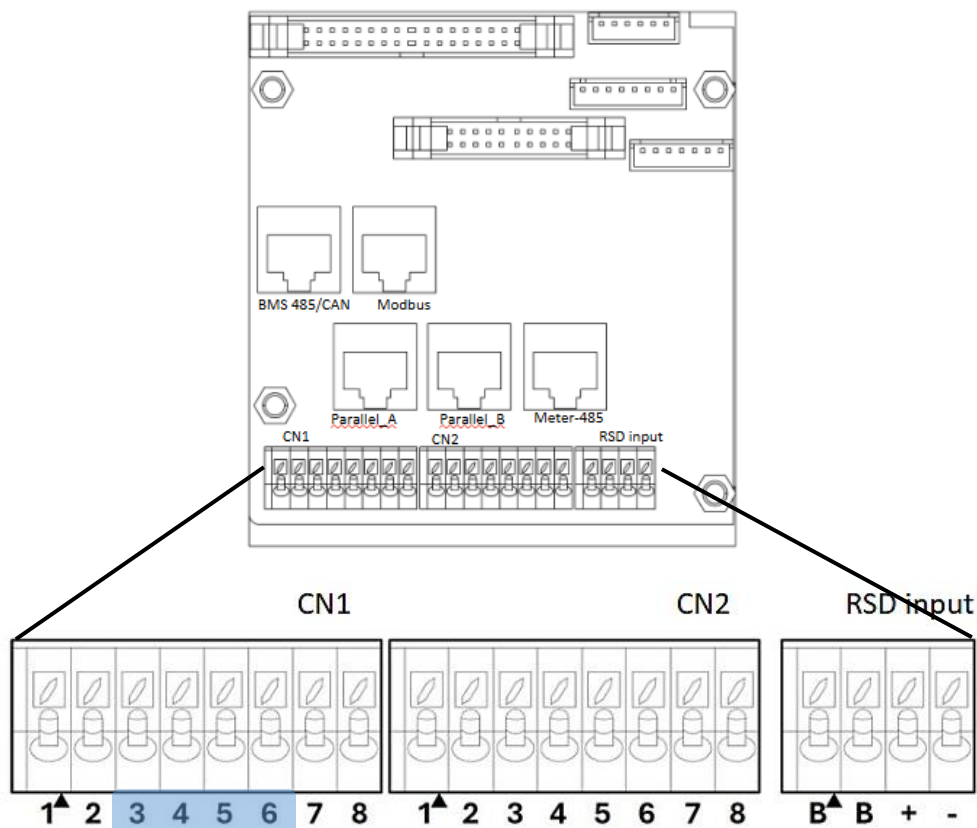 BMS 485/CAN Modbus
Parallel_A Parallel_B Meter-485
CN1 CN2 RSD input
CN1 CN2 RSD input
1 2 3 4 5 6 7 8 1 2 3 4 5 6 7 8 B B + -